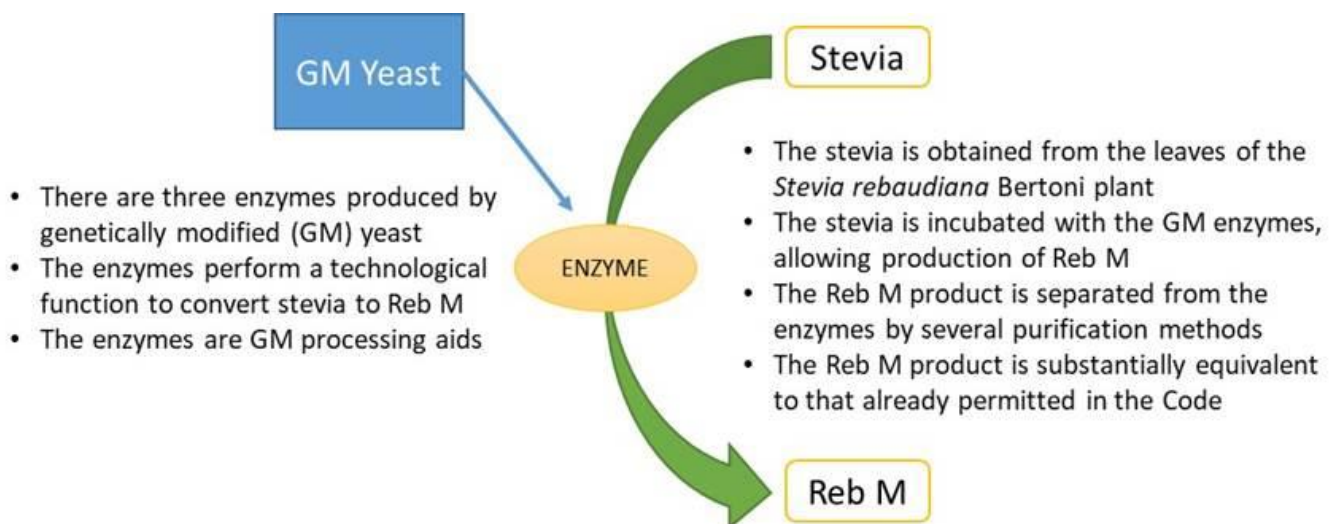 GM Yeast
Stevia
• There are three enzymes produced by
genetically modified (GM) yeast
• The enzymes perform a technological
function to convert stevia to Reb M
• The enzymes are GM processing aids
ENZYME
• The stevia is obtained from the leaves of the
Stevia rebaudiana Bertoni plant
• The stevia is incubated with the GM enzymes,
allowing production of Reb M
• The Reb M product is separated from the
enzymes by several purification methods
• The Reb M product is substantially equivalent
to that already permitted in the Code
Reb M